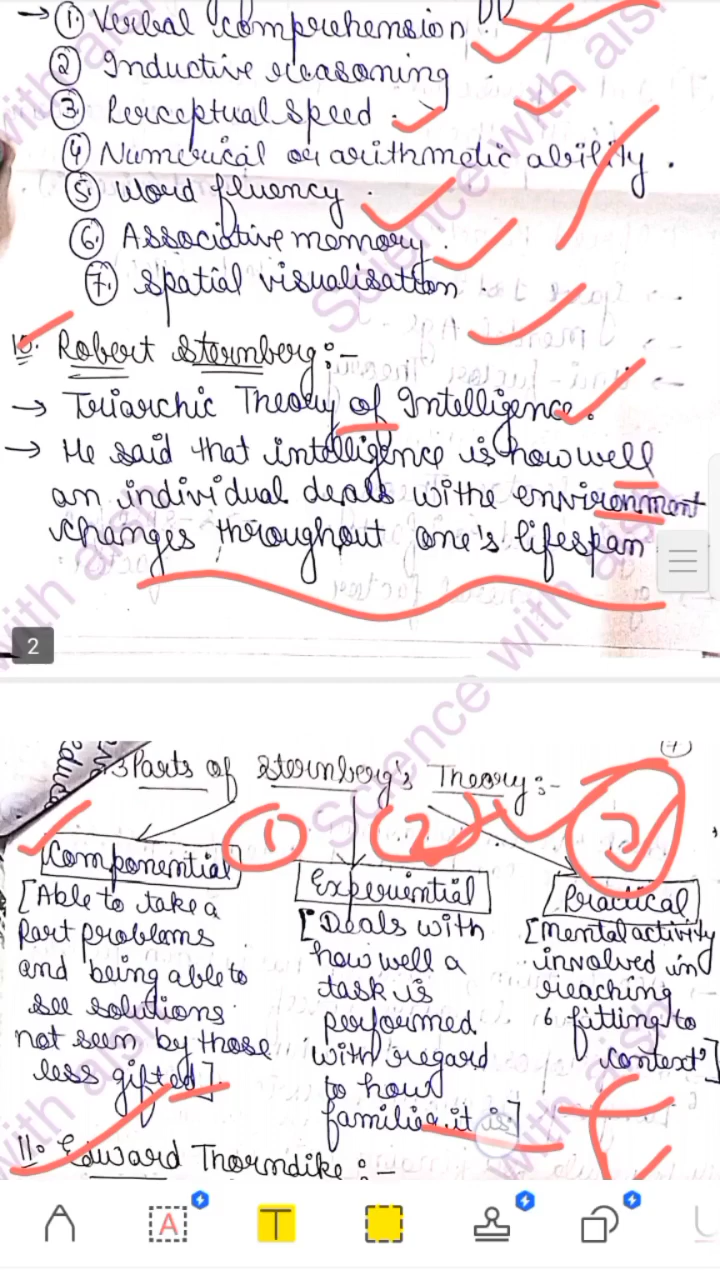 → ① Verbal Comprehension.
② Inductive reasoning
③ Perceptual speed.
④ Numerical or arithmetic ability.
⑤ Word fluency.
⑥ Associative memory.
⑦ Spatial visualisation.
10. Robert Sternberg:-
→ Triarchic Theory of Intelligence.
→ He said that intelligence is how well
an individual deals withe environment
changes throughout one's lifespan
2
3 Parts of Sternberg's Theory:-
① ② 3
Componential Experiential Practical
[Able to take a
Part problems
and being able to
see solutions
not seen by those
less gifted].
[Deals with
how well a
task is
performed
with regard
to how
familiar it is]
[Mental activity
involved in
reaching
& fitting to
context]
11. Edward Thorndike:-
Science with aish
A
T